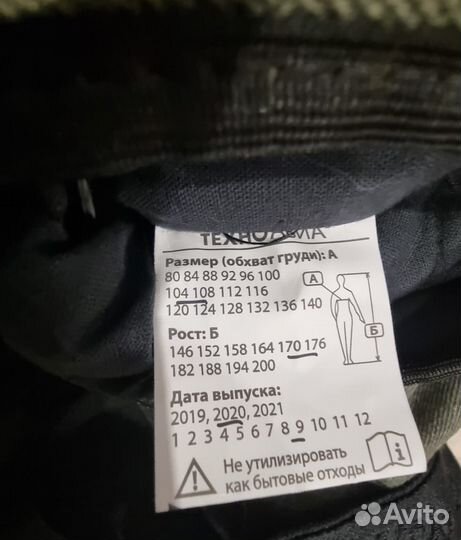 ТЕХНОАВИА
Размер (обхват груди): А
80 84 88 92 96 100
104 108 112 116
120 124 128 132 136 140
А
Рост: Б
Б
146 152 158 164 170 176
182 188 194 200
Дата выпуска:
2019, 2020, 2021
1 2 3 4 5 6 7 8 9 10 11 12
Не утилизировать
как бытовые отходы
i
Avito